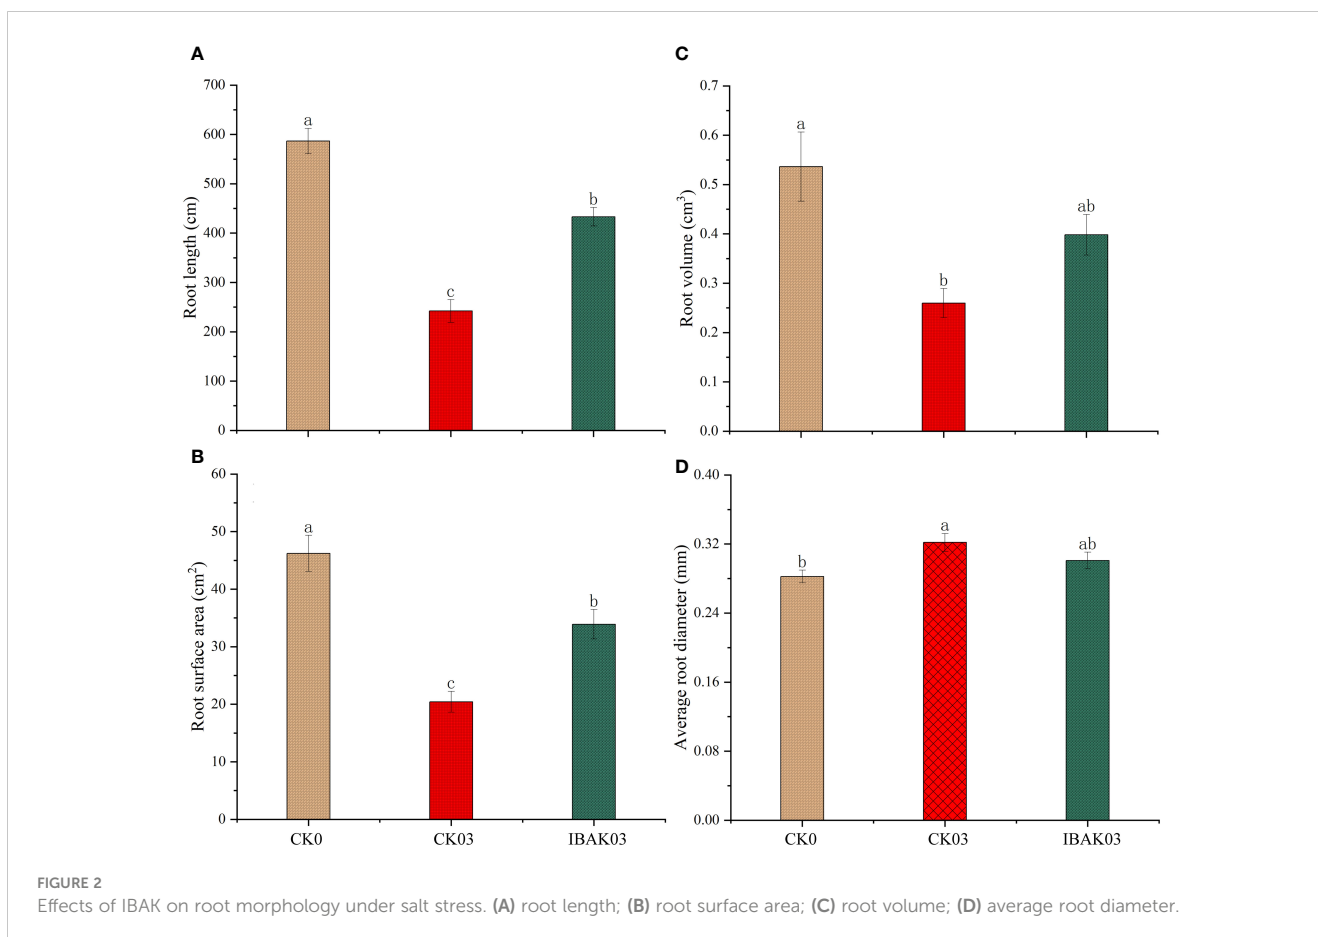 A
700
600
500
400
300
200
100
0
Root length (cm)
a
c
b
C
0.7
0.6
0.5
0.4
0.3
0.2
0.1
0.0
Root volume (cm³)
a
b
ab
B
60
50
40
30
20
10
0
Root surface area (cm²)
a
c
b
CK0 CK03 IBAK03
D
0.40
0.32
0.24
0.16
0.08
0.00
Average root diameter (mm)
b
a
ab
CK0 CK03 IBAK03
FIGURE 2
Effects of IBAK on root morphology under salt stress. (A) root length; (B) root surface area; (C) root volume; (D) average root diameter.